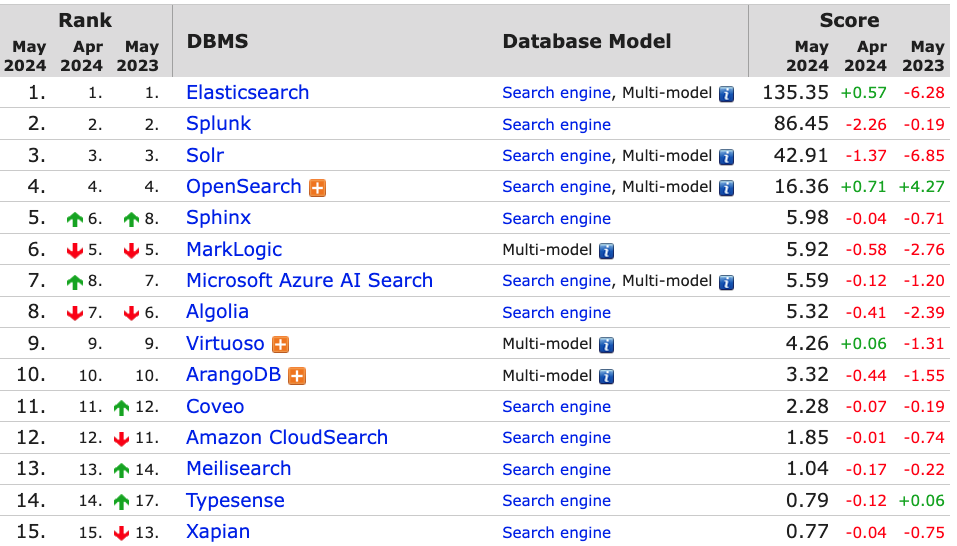 Rank DBMS Database Model Score
May 2024 Apr 2024 May 2023 May 2024 Apr 2024 May 2023
1. 1. 1. Elasticsearch Search engine, Multi-model i 135.35 +0.57 -6.28
2. 2. 2. Splunk Search engine 86.45 -2.26 -0.19
3. 3. 3. Solr Search engine, Multi-model i 42.91 -1.37 -6.85
4. 4. 4. OpenSearch Search engine, Multi-model i 16.36 +0.71 +4.27
5. 6. 8. Sphinx Search engine 5.98 -0.04 -0.71
6. 5. 5. MarkLogic Multi-model i 5.92 -0.58 -2.76
7. 8. 7. Microsoft Azure AI Search Search engine, Multi-model i 5.59 -0.12 -1.20
8. 7. 6. Algolia Search engine 5.32 -0.41 -2.39
9. 9. 9. Virtuoso Multi-model i 4.26 +0.06 -1.31
10. 10. 10. ArangoDB Multi-model i 3.32 -0.44 -1.55
11. 11. 12. Coveo Search engine 2.28 -0.07 -0.19
12. 12. 11. Amazon CloudSearch Search engine 1.85 -0.01 -0.74
13. 13. 14. Meilisearch Search engine 1.04 -0.17 -0.22
14. 14. 17. Typesense Search engine 0.79 -0.12 +0.06
15. 15. 13. Xapian Search engine 0.77 -0.04 -0.75